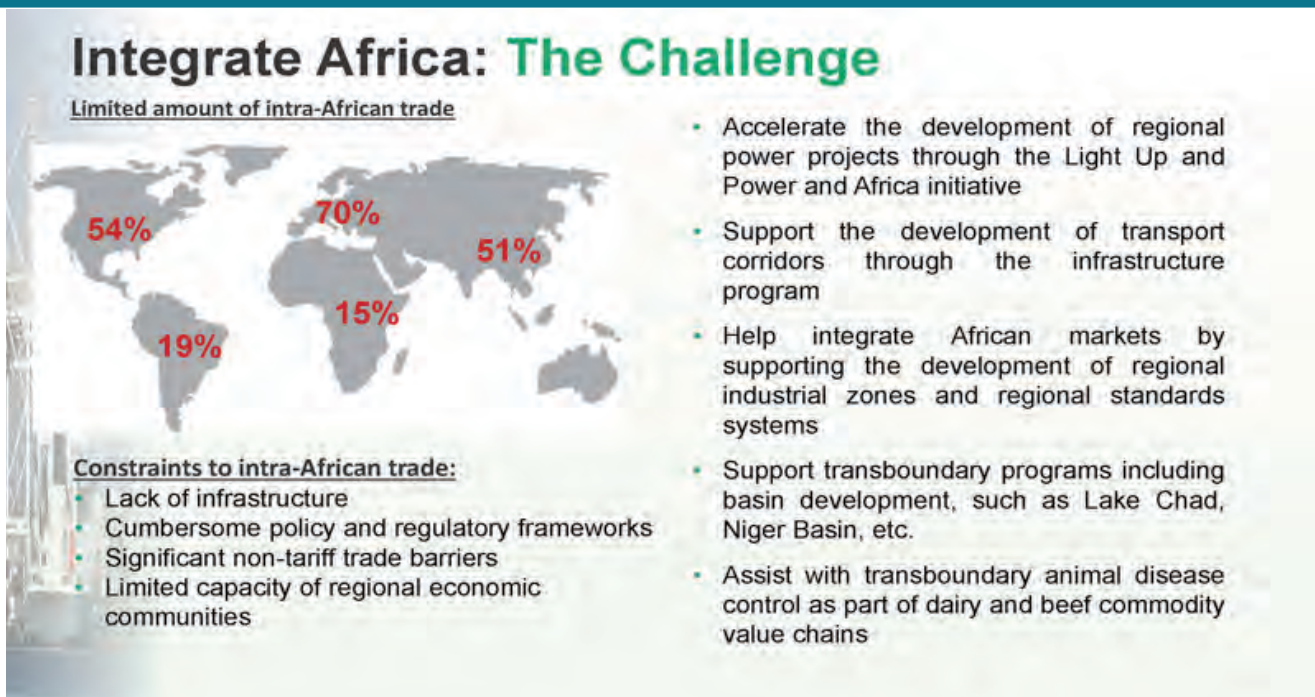 Integrate Africa: The Challenge
Limited amount of intra-African trade
54%
70%
51%
15%
19%
Constraints to intra-African trade:
• Lack of infrastructure
• Cumbersome policy and regulatory frameworks
• Significant non-tariff trade barriers
• Limited capacity of regional economic
communities
• Accelerate the development of regional
power projects through the Light Up and
Power and Africa initiative
• Support the development of transport
corridors through the infrastructure
program
• Help integrate African markets by
supporting the development of regional
industrial zones and regional standards
systems
• Support transboundary programs including
basin development, such as Lake Chad,
Niger Basin, etc.
• Assist with transboundary animal disease
control as part of dairy and beef commodity
value chains